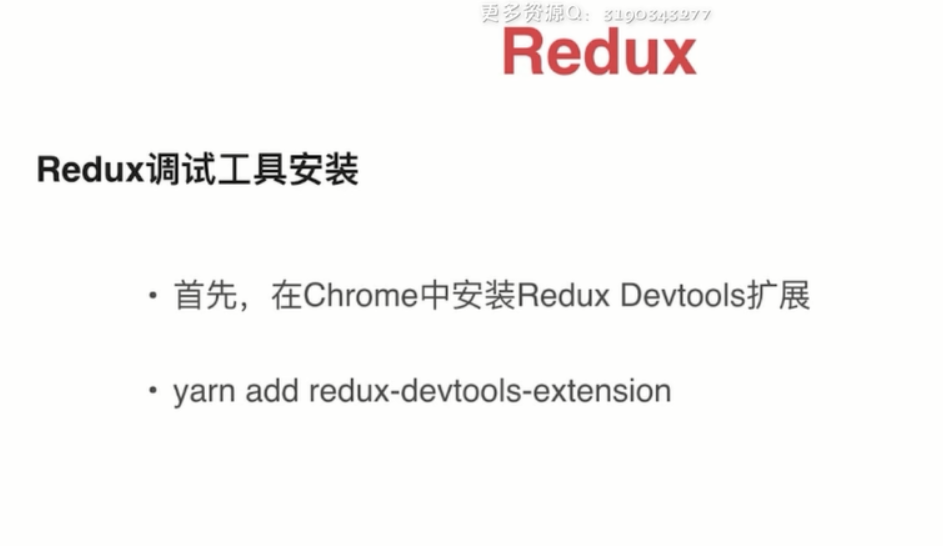 更多资源Q: 3190343277
Redux
Redux调试工具安装
• 首先，在Chrome中安装Redux Devtools扩展
• yarn add redux-devtools-extension